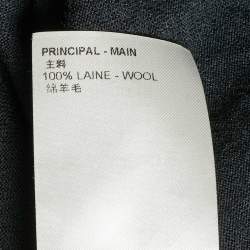 PRINCIPAL - MAIN
主料
100% LAINE - WOOL
綿羊毛